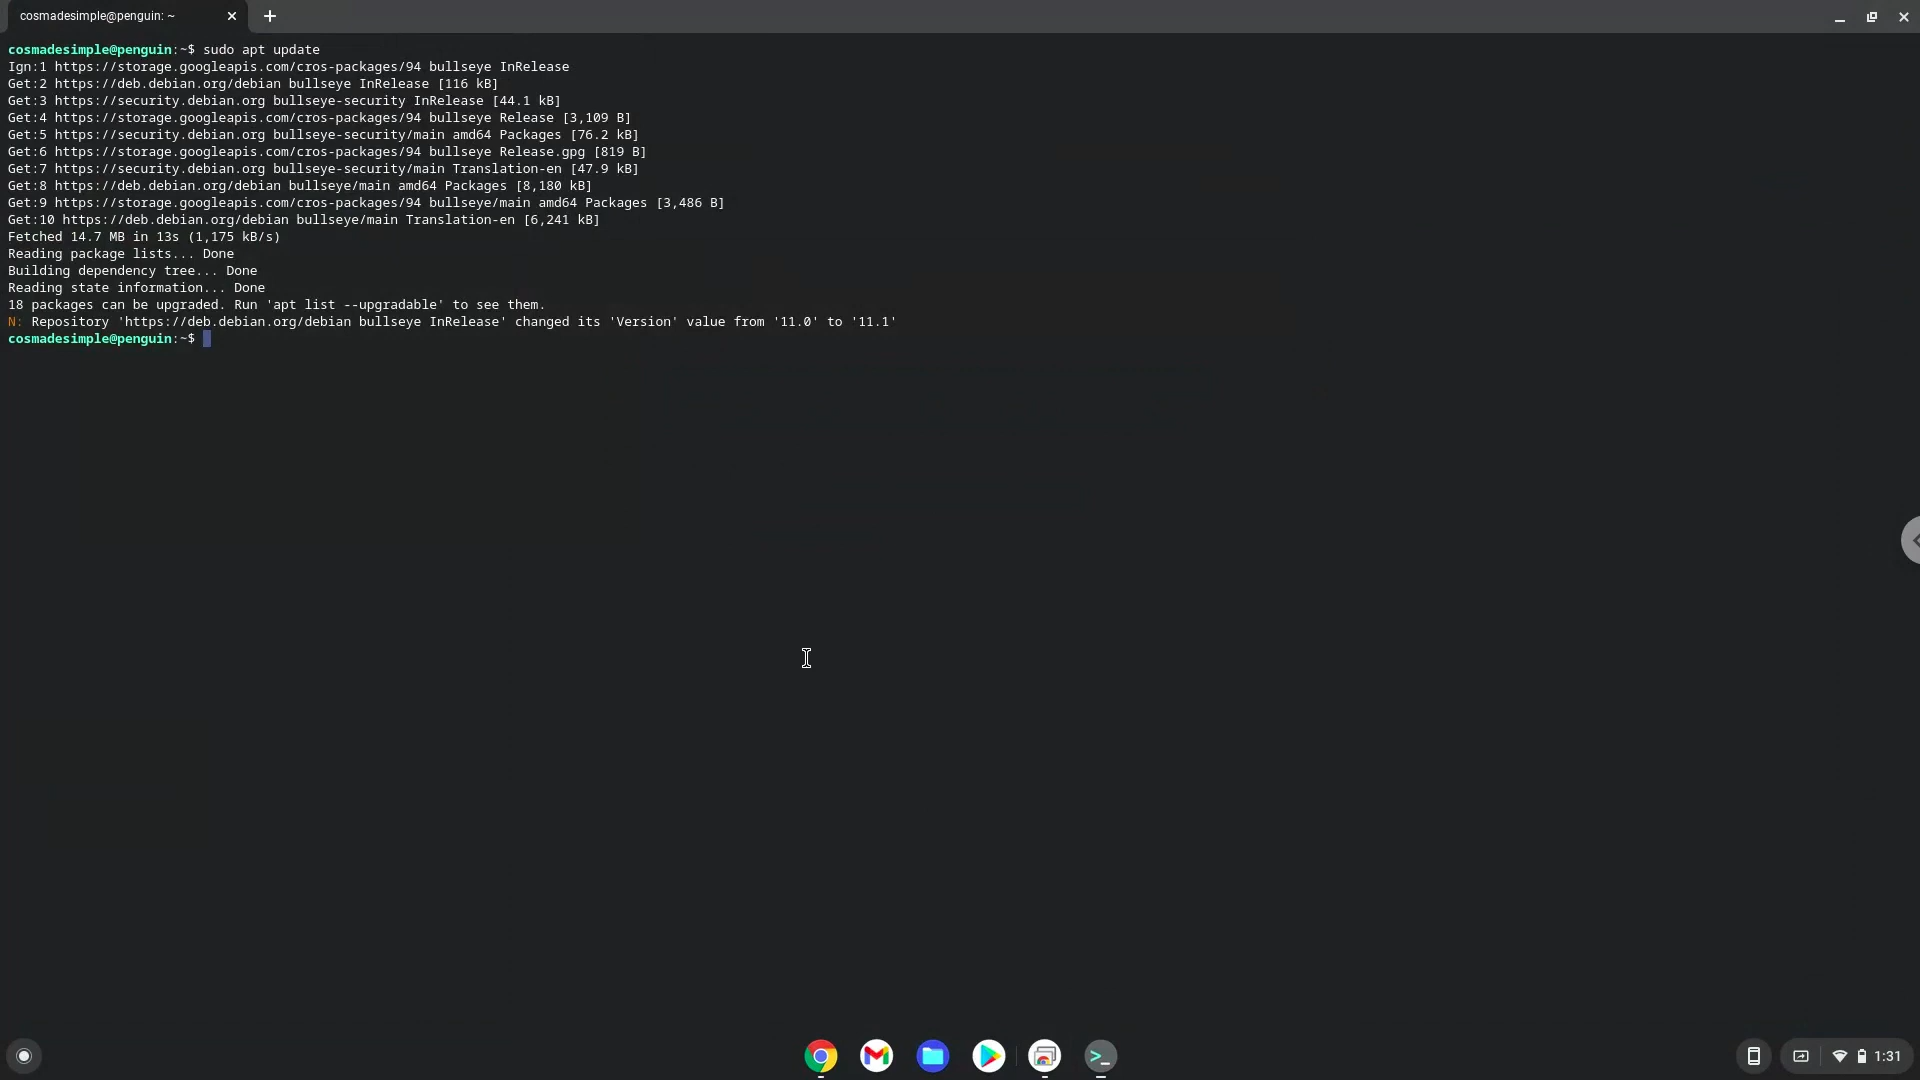 cosmadesimple@penguin: ~
cosmadesimple@penguin:~$ sudo apt update
Ign:1 https://storage.googleapis.com/cros-packages/94 bullseye InRelease
Get:2 https://deb.debian.org/debian bullseye InRelease [116 kB]
Get:3 https://security.debian.org bullseye-security InRelease [44.1 kB]
Get:4 https://storage.googleapis.com/cros-packages/94 bullseye Release [3,109 B]
Get:5 https://security.debian.org bullseye-security/main amd64 Packages [76.2 kB]
Get:6 https://storage.googleapis.com/cros-packages/94 bullseye Release.gpg [819 B]
Get:7 https://security.debian.org bullseye-security/main Translation-en [47.9 kB]
Get:8 https://deb.debian.org/debian bullseye/main amd64 Packages [8,180 kB]
Get:9 https://storage.googleapis.com/cros-packages/94 bullseye/main amd64 Packages [3,486 B]
Get:10 https://deb.debian.org/debian bullseye/main Translation-en [6,241 kB]
Fetched 14.7 MB in 13s (1,175 kB/s)
Reading package lists... Done
Building dependency tree... Done
Reading state information... Done
18 packages can be upgraded. Run 'apt list --upgradable' to see them.
N: Repository 'https://deb.debian.org/debian bullseye InRelease' changed its 'Version' value from '11.0' to '11.1'
cosmadesimple@penguin:~$
1:31